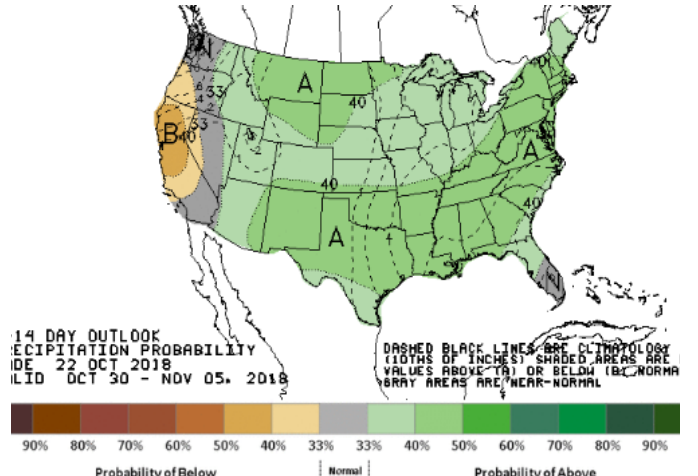 N
33
A
40
33
B40
A
40
A
40
N
14 DAY OUTLOOK
ECIPITATION PROBABILITY
DE 22 OCT 2018
LID OCT 30 - NOV 05, 2018
DASHED BLACK LINES ARE CLIMATOLOGY
(10THS OF INCHES) SHADED AREAS ARE
VALUES ABOVE (A) OR BELOW (B) NORMA
GRAY AREAS ARE NEAR-NORMAL
90% 80% 70% 60% 50% 40% 33% 33% 40% 50% 60% 70% 80% 90%
Probability of Below Normal Probability of Above